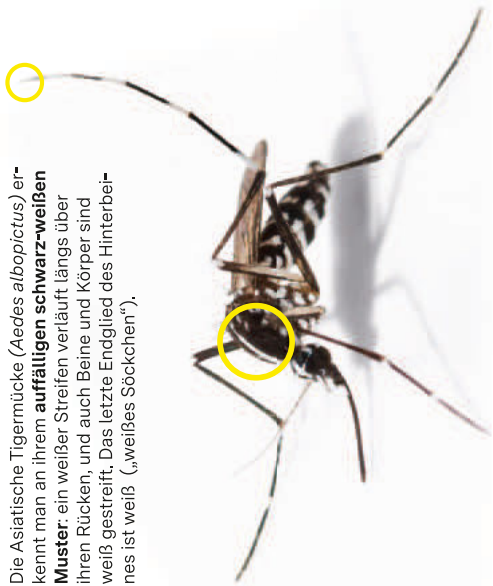 Die Asiatische Tigermücke (Aedes albopictus) er-
kennt man an ihrem auffälligen schwarz-weißen
Muster: ein weißer Streifen verläuft längs über
ihren Rücken, und auch Beine und Körper sind
weiß gestreift. Das letzte Endglied des Hinterbei-
nes ist weiß („weißes Söckchen“).